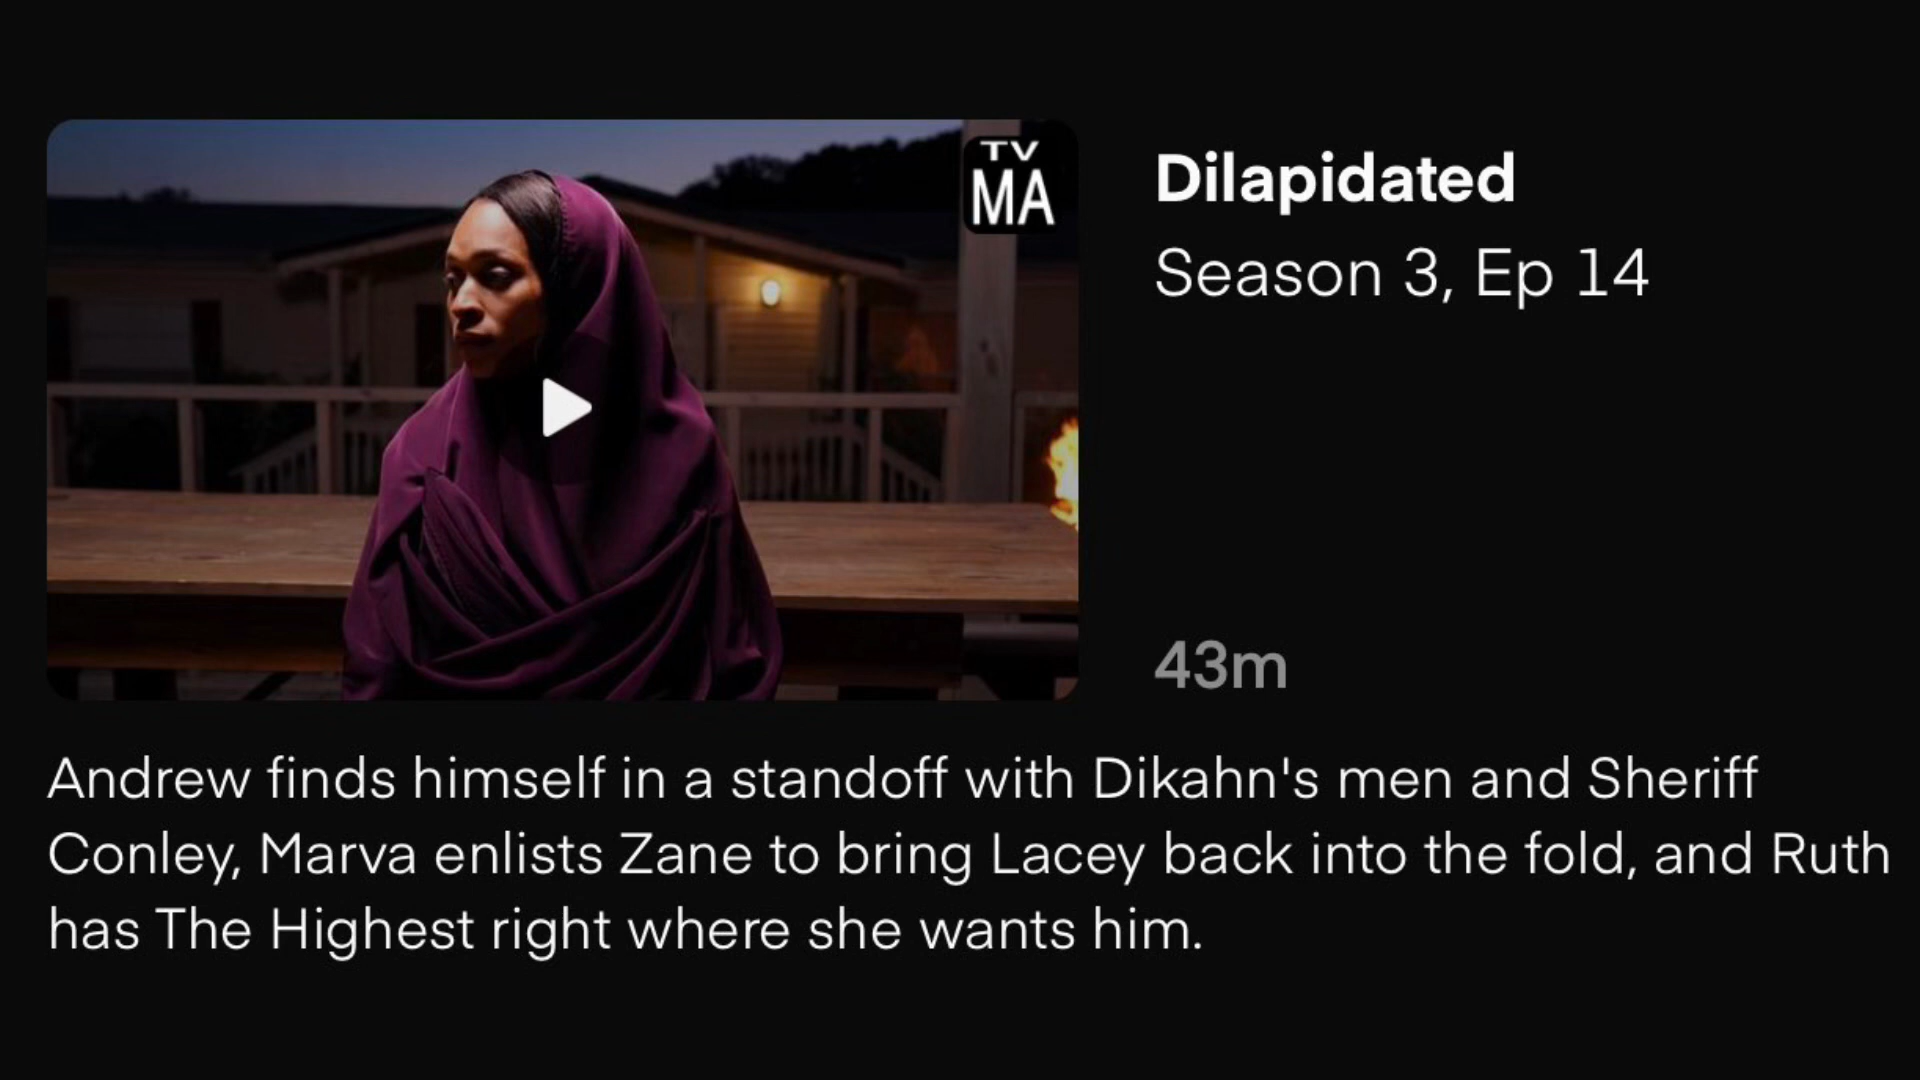 TV
MA
Dilapidated
Season 3, Ep 14
43m
Andrew finds himself in a standoff with Dikahn's men and Sheriff
Conley, Marva enlists Zane to bring Lacey back into the fold, and Ruth
has The Highest right where she wants him.